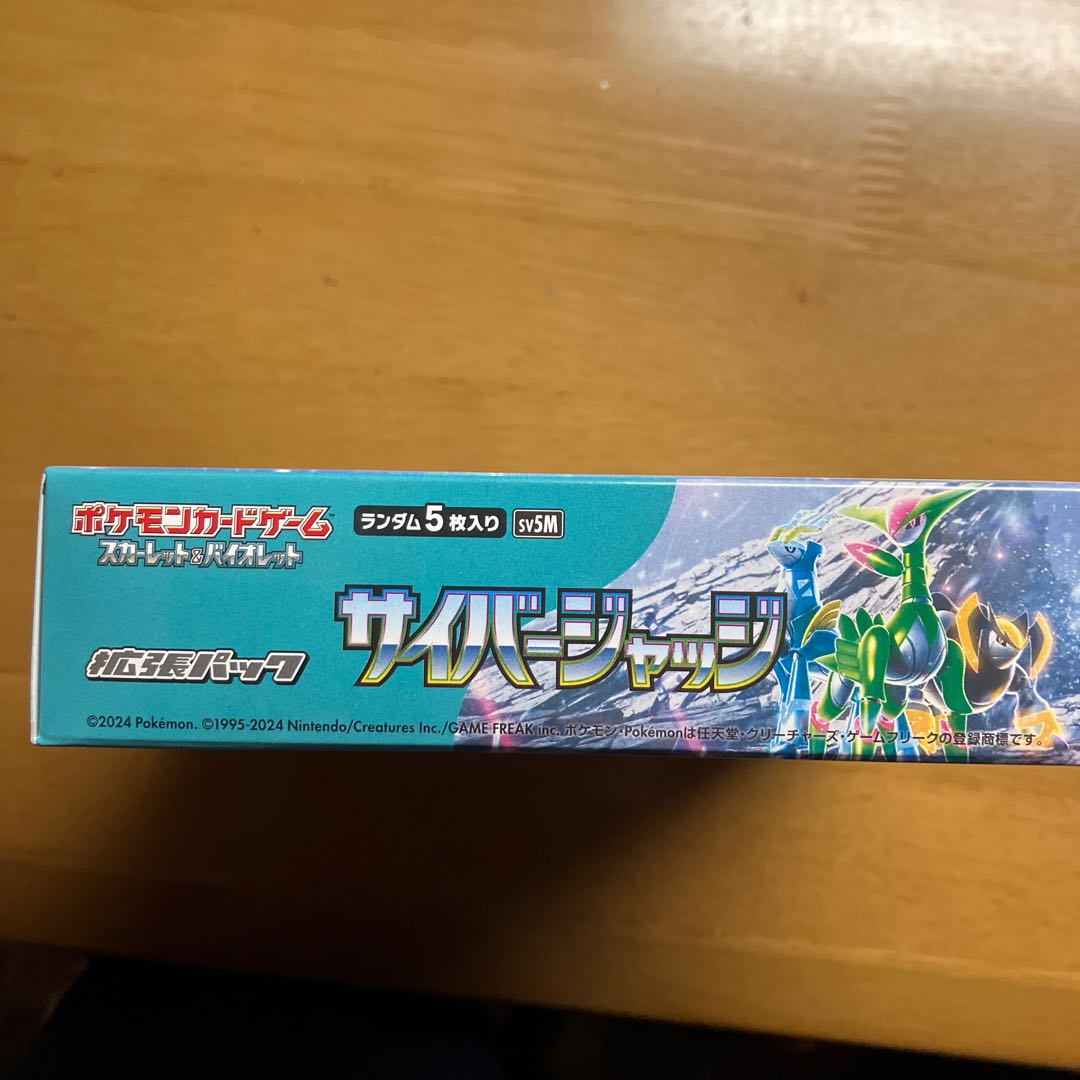 ポケモンカードゲーム™
スカーレット&バイオレット
ランダム5枚入り SV5M
サイバージャッジ
拡張パック
©2024 Pokémon. ©1995-2024 Nintendo/Creatures Inc./GAME FREAK inc. ポケモン・Pokémonは任天堂・クリーチャーズ・ゲームフリークの登録商標です。